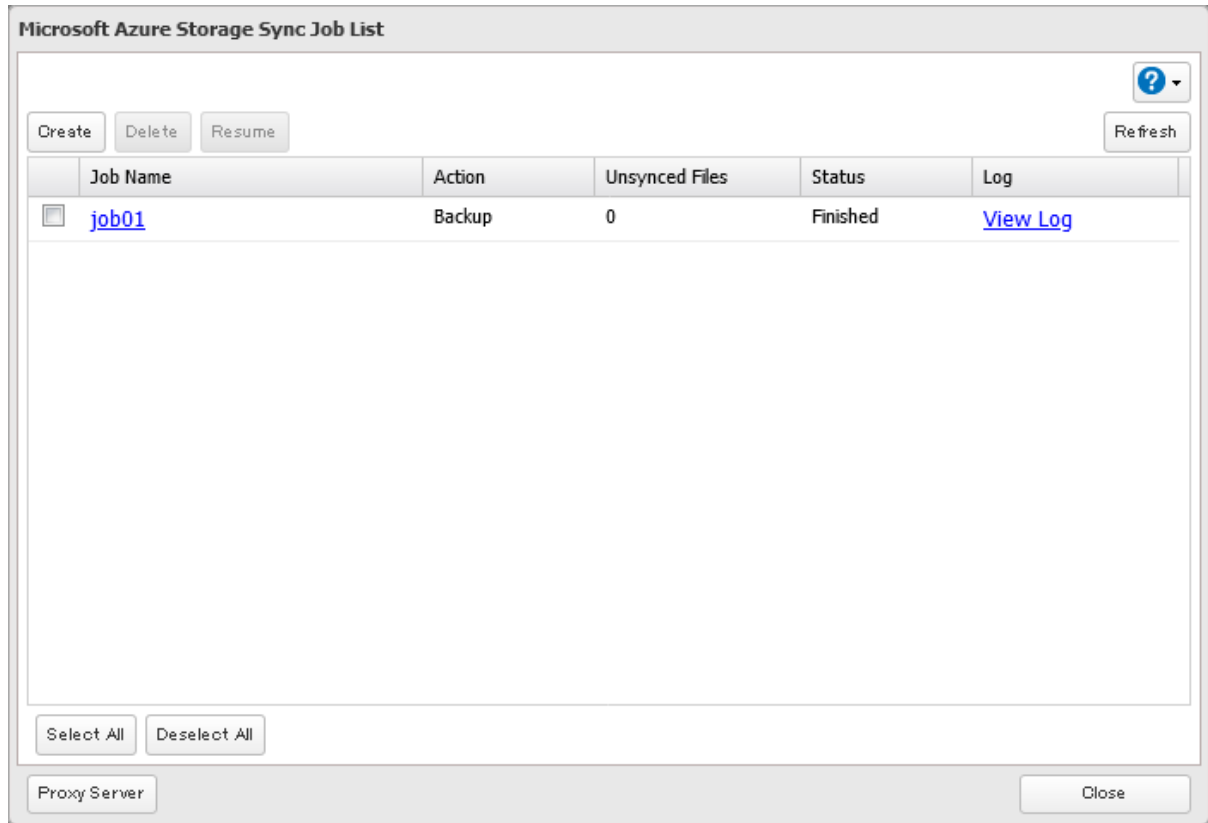 Microsoft Azure Storage Sync Job List
?
Create Delete Resume Refresh
Job Name Action Unsynced Files Status Log
job01 Backup 0 Finished View Log
Select All Deselect All
Proxy Server Close